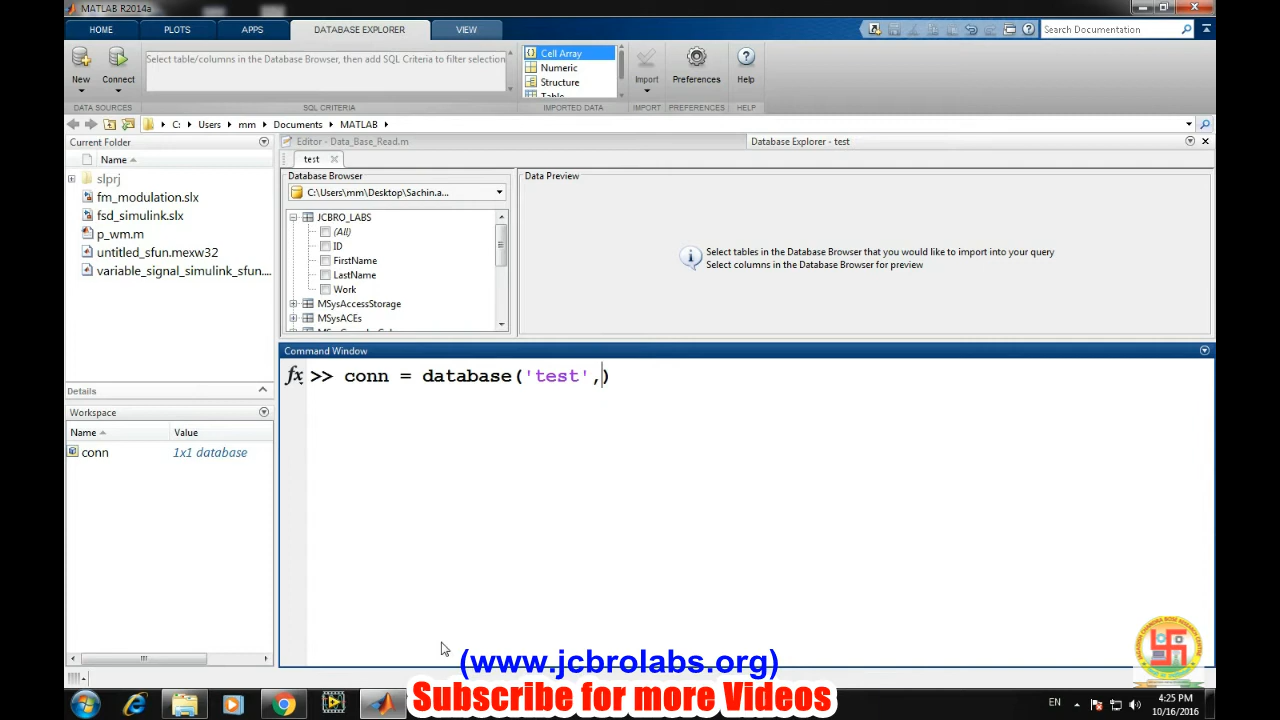 MATLAB R2014a
HOME PLOTS APPS DATABASE EXPLORER VIEW
Search Documentation
New Connect
Select table/columns in the Database Browser, then add SQL Criteria to filter selection
Cell Array
Numeric
Structure
Table
Import Preferences Help
DATA SOURCES SQL CRITERIA IMPORTED DATA IMPORT PREFERENCES HELP
C: Users mm Documents MATLAB
Current Folder
Name
slprj
fm_modulation.slx
fsd_simulink.slx
p_wm.m
untitled_sfun.mexw32
variable_signal_simulink_sfun....
Details
Workspace
Name Value
conn 1x1 database
Editor - Data_Base_Read.m
Database Explorer - test
test
Database Browser
C:\Users\mm\Desktop\Sachin.a...
JCBRO_LABS
(All)
ID
FirstName
LastName
Work
MSysAccessStorage
MSysACEs
Data Preview
Select tables in the Database Browser that you would like to import into your query
Select columns in the Database Browser for preview
Command Window
fx >> conn = database('test',)
(www.jcbrolabs.org)
Subscribe for more Videos
EN
4:25 PM
10/16/2016